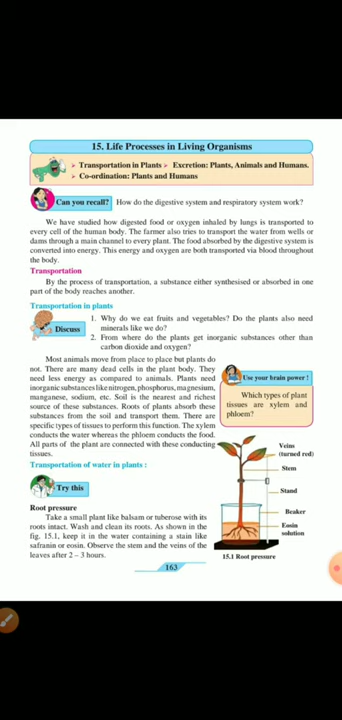 15. Life Processes in Living Organisms
➢ Transportation in Plants ➢ Excretion: Plants, Animals and Humans.
➢ Co-ordination: Plants and Humans
Can you recall? How do the digestive system and respiratory system work?
We have studied how digested food or oxygen inhaled by lungs is transported to
every cell of the human body. The farmer also tries to transport the water from wells or
dams through a main channel to every plant. The food absorbed by the digestive system is
converted into energy. This energy and oxygen are both transported via blood throughout
the body.
Transportation
By the process of transportation, a substance either synthesised or absorbed in one
part of the body reaches another.
Transportation in plants
Discuss
1. Why do we eat fruits and vegetables? Do the plants also need
minerals like we do?
2. From where do the plants get inorganic substances other than
carbon dioxide and oxygen?
Most animals move from place to place but plants do
not. There are many dead cells in the plant body. They
need less energy as compared to animals. Plants need
inorganic substances like nitrogen, phosphorus, magnesium,
manganese, sodium, etc. Soil is the nearest and richest
source of these substances. Roots of plants absorb these
substances from the soil and transport them. There are
specific types of tissues to perform this function. The xylem
conducts the water whereas the phloem conducts the food.
All parts of the plant are connected with these conducting
tissues.
Use your brain power !
Which types of plant
tissues are xylem and
phloem?
Transportation of water in plants :
Try this
Root pressure
Take a small plant like balsam or tuberose with its
roots intact. Wash and clean its roots. As shown in the
fig. 15.1, keep it in the water containing a stain like
safranin or eosin. Observe the stem and the veins of the
leaves after 2 – 3 hours.
Veins
(turned red)
Stem
Stand
Beaker
Eosin
solution
15.1 Root pressure
163